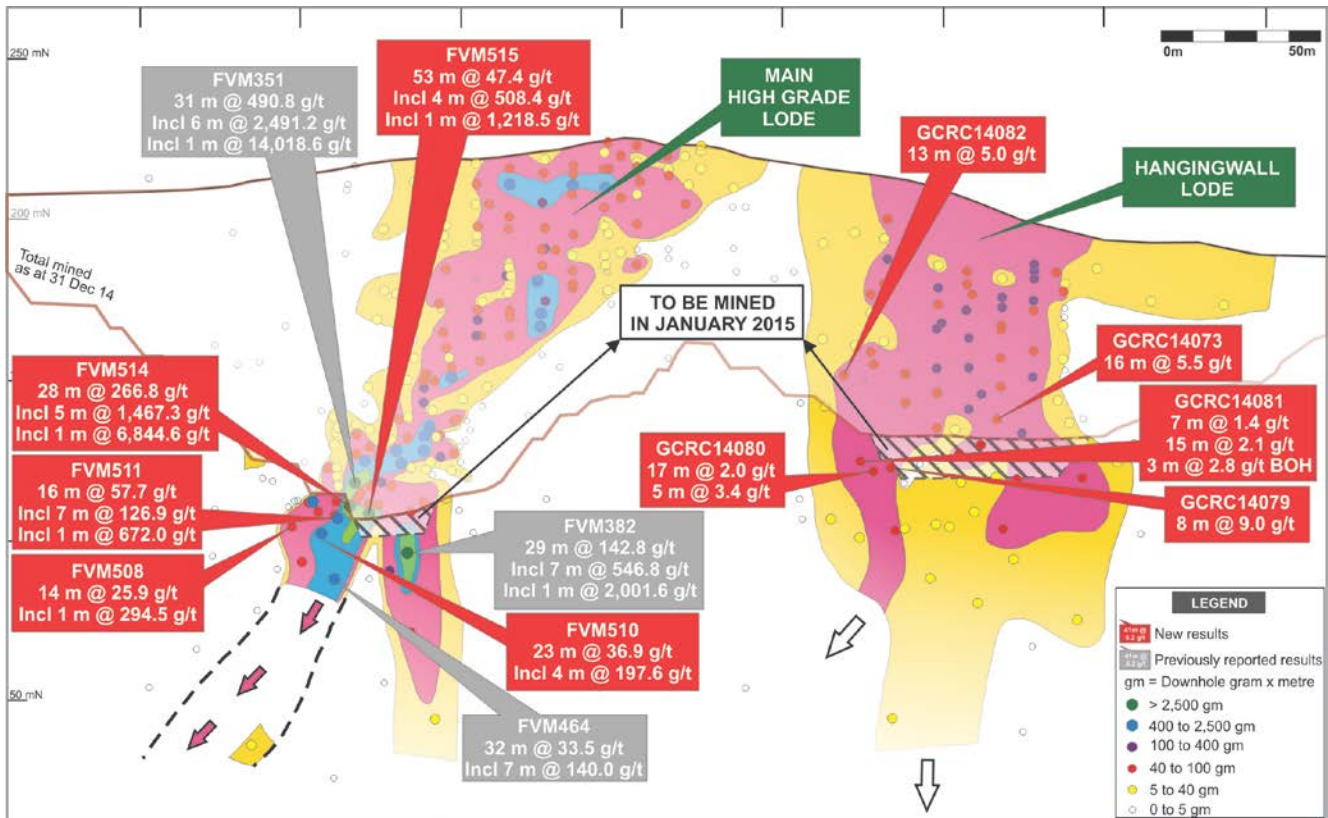 250 mN
0m 50m
FVM351
31 m @ 490.8 g/t
Incl 6 m @ 2,491.2 g/t
Incl 1 m @ 14,018.6 g/t
FVM515
53 m @ 47.4 g/t
Incl 4 m @ 508.4 g/t
Incl 1 m @ 1,218.5 g/t
MAIN
HIGH GRADE
LODE
GCRC14082
13 m @ 5.0 g/t
HANGINGWALL
LODE
200 mN
Total mined
as at 31 Dec 14
TO BE MINED
IN JANUARY 2015
FVM514
28 m @ 266.8 g/t
Incl 5 m @ 1,467.3 g/t
Incl 1 m @ 6,844.6 g/t
GCRC14073
16 m @ 5.5 g/t
GCRC14081
7 m @ 1.4 g/t
15 m @ 2.1 g/t
3 m @ 2.8 g/t BOH
GCRC14080
17 m @ 2.0 g/t
5 m @ 3.4 g/t
FVM511
16 m @ 57.7 g/t
Incl 7 m @ 126.9 g/t
Incl 1 m @ 672.0 g/t
GCRC14079
8 m @ 9.0 g/t
FVM382
29 m @ 142.8 g/t
Incl 7 m @ 546.8 g/t
Incl 1 m @ 2,001.6 g/t
FVM508
14 m @ 25.9 g/t
Incl 1 m @ 294.5 g/t
FVM510
23 m @ 36.9 g/t
Incl 4 m @ 197.6 g/t
50 mN
FVM464
32 m @ 33.5 g/t
Incl 7 m @ 140.0 g/t
LEGEND
New results
Previously reported results
gm = Downhole gram x metre
> 2,500 gm
400 to 2,500 gm
100 to 400 gm
40 to 100 gm
5 to 40 gm
0 to 5 gm